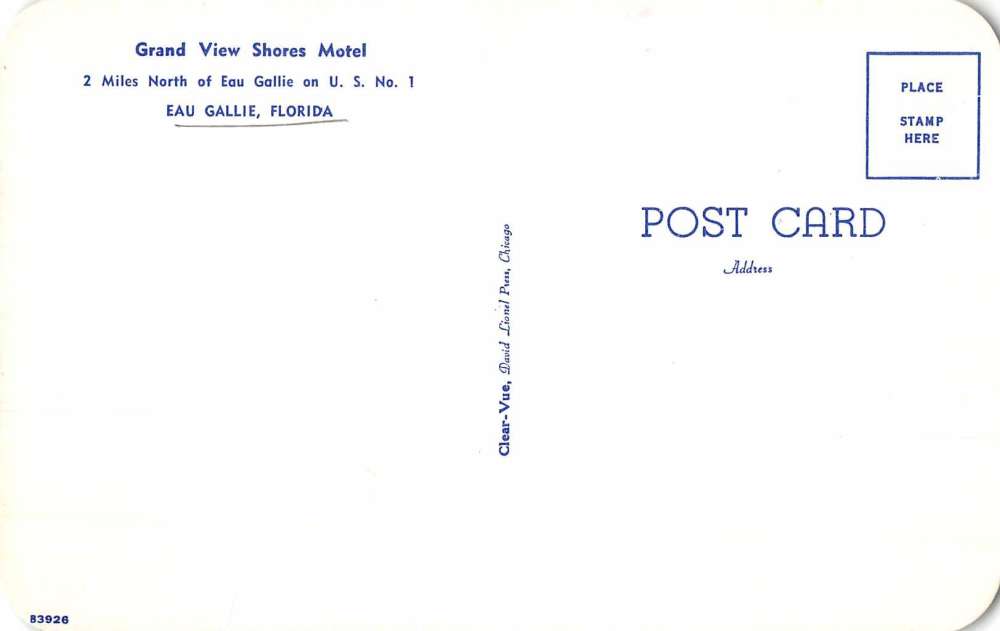 Grand View Shores Motel
2 Miles North of Eau Gallie on U. S. No. 1
EAU GALLIE, FLORIDA
PLACE
STAMP
HERE
POST CARD
Address
Clear-Vue, David Lionel Press, Chicago
83926